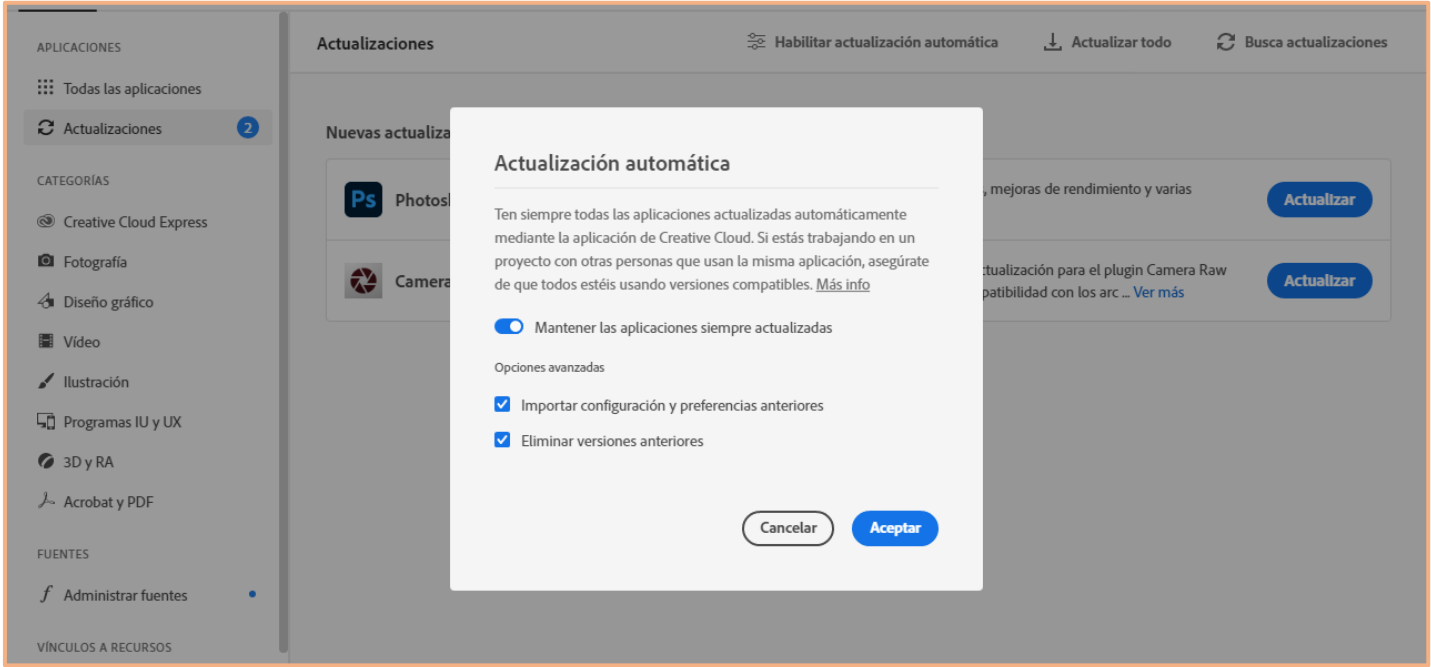 APLICACIONES
Todas las aplicaciones
Actualizaciones 2
CATEGORÍAS
Creative Cloud Express
Fotografía
Diseño gráfico
Vídeo
Ilustración
Programas IU y UX
3D y RA
Acrobat y PDF
FUENTES
Administrar fuentes
VÍNCULOS A RECURSOS
Actualizaciones
Habilitar actualización automática
Actualizar todo
Busca actualizaciones
Nuevas actualiza
Ps Photos
, mejoras de rendimiento y varias
Actualizar
Camera
ctualización para el plugin Camera Raw
patibilidad con los arc ... Ver más
Actualizar
Actualización automática
Ten siempre todas las aplicaciones actualizadas automáticamente
mediante la aplicación de Creative Cloud. Si estás trabajando en un
proyecto con otras personas que usan la misma aplicación, asegúrate
de que todos estéis usando versiones compatibles. Más info
Mantener las aplicaciones siempre actualizadas
Opciones avanzadas
Importar configuración y preferencias anteriores
Eliminar versiones anteriores
Cancelar
Aceptar